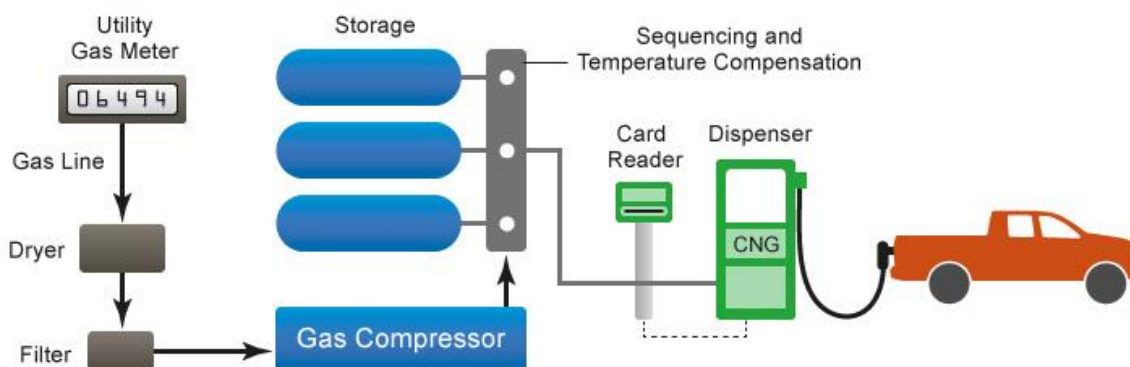 Utility
Gas Meter
06494
Gas Line
Dryer
Filter
Storage
Gas Compressor
Sequencing and
Temperature Compensation
Card
Reader
Dispenser
CNG